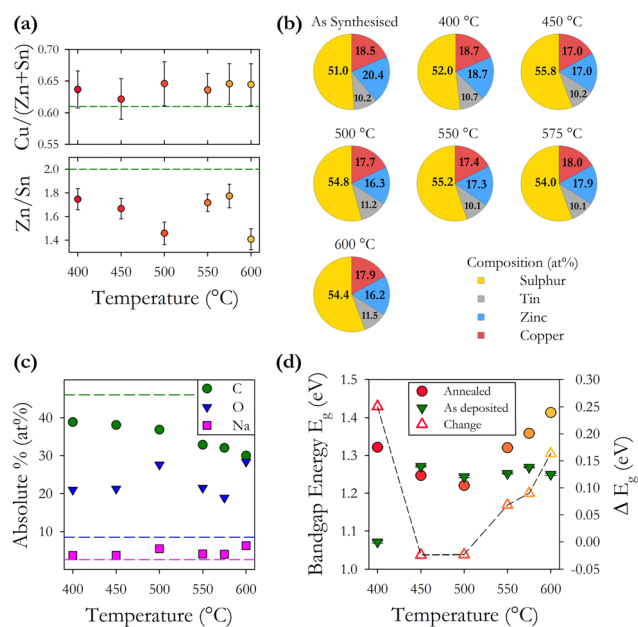 (a)
Cu/(Zn+Sn)
0.70
0.65
0.60
0.55
Zn/Sn
2.0
1.8
1.6
1.4
400
450
500
550
600
Temperature (°C)
(b)
As Synthesised
18.5
20.4
10.2
51.0
400 °C
18.7
18.7
10.7
52.0
450 °C
17.0
17.0
10.2
55.8
500 °C
17.7
16.3
11.2
54.8
550 °C
17.4
17.3
10.1
55.2
575 °C
18.0
17.9
10.1
54.0
600 °C
17.9
16.2
11.5
54.4
Composition (at%)
Sulphur
Tin
Zinc
Copper
(c)
Absolute % (at%)
40
30
20
10
C
O
Na
400
450
500
550
600
Temperature (°C)
(d)
Bandgap Energy Eg (eV)
1.5
1.4
1.3
1.2
1.1
1.0
Annealed
As deposited
Change
0.30
0.25
0.20
0.15
0.10
0.05
0.00
-0.05
Δ Eg (eV)
400
450
500
550
600
Temperature (°C)